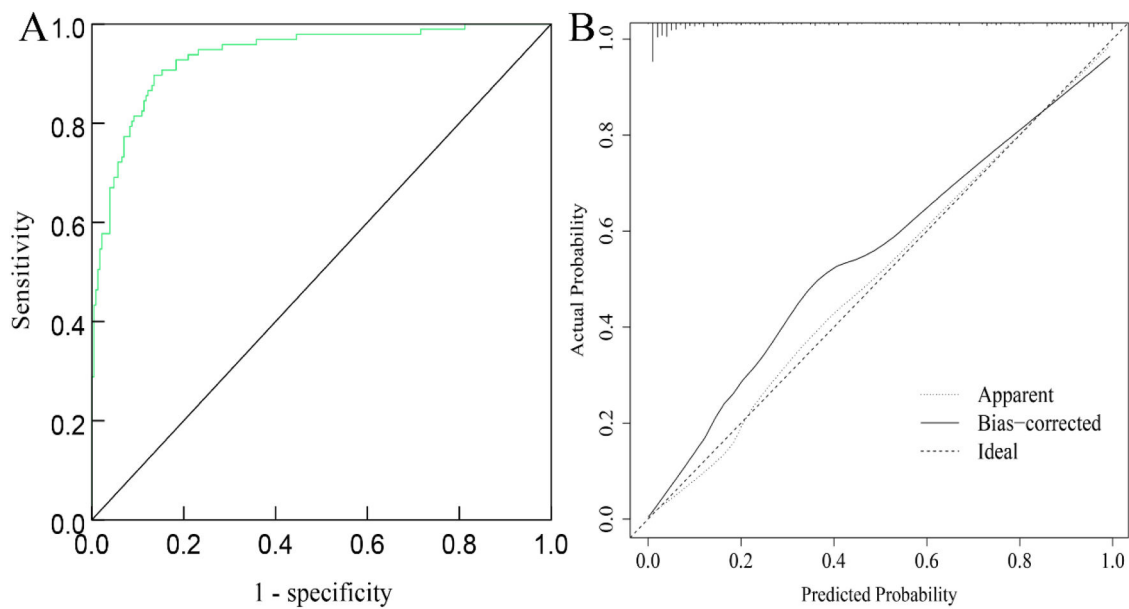 A
1.0
0.8
0.6
0.4
0.2
0.0
Sensitivity
0.0 0.2 0.4 0.6 0.8 1.0
1 - specificity
B
1.0
0.8
0.6
0.4
0.2
0.0
Actual Probability
Apparent
Bias-corrected
Ideal
0.0 0.2 0.4 0.6 0.8 1.0
Predicted Probability